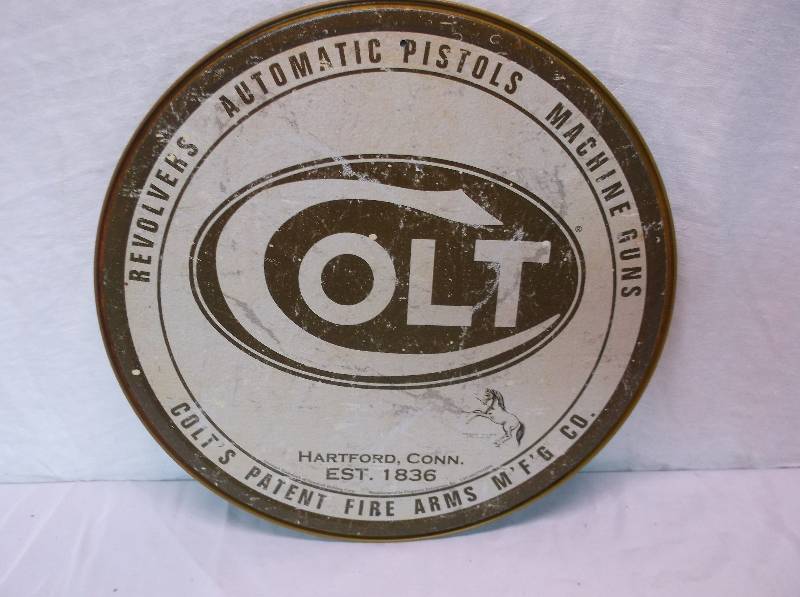 REVOLVERS AUTOMATIC PISTOLS MACHINE GUNS
COLT
®
HARTFORD, CONN.
EST. 1836
COLT'S PATENT FIRE ARMS M'F'G CO.